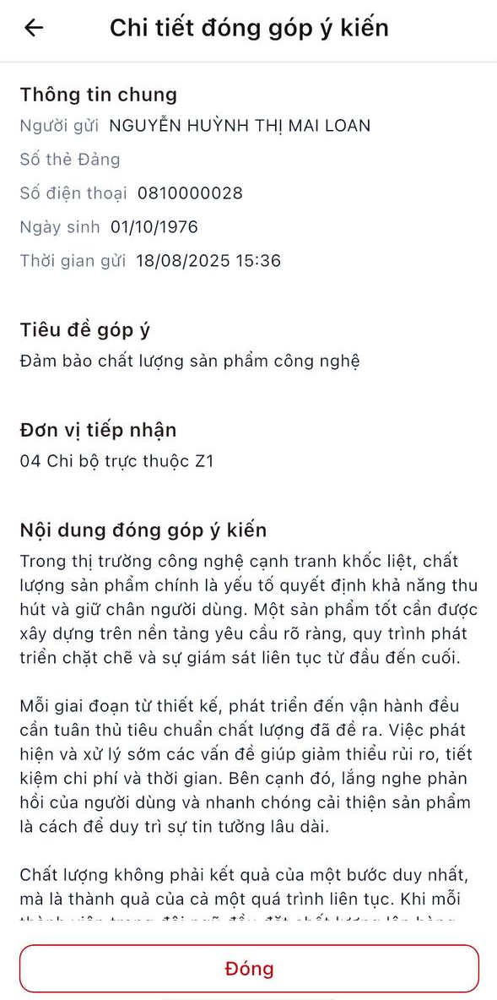 Chi tiết đóng góp ý kiến
Thông tin chung
Người gửi NGUYỄN HUỲNH THỊ MAI LOAN
Số thẻ Đảng
Số điện thoại 0810000028
Ngày sinh 01/10/1976
Thời gian gửi 18/08/2025 15:36
Tiêu đề góp ý
Đảm bảo chất lượng sản phẩm công nghệ
Đơn vị tiếp nhận
04 Chi bộ trực thuộc Z1
Nội dung đóng góp ý kiến
Trong thị trường công nghệ cạnh tranh khốc liệt, chất
lượng sản phẩm chính là yếu tố quyết định khả năng thu
hút và giữ chân người dùng. Một sản phẩm tốt cần được
xây dựng trên nền tảng yêu cầu rõ ràng, quy trình phát
triển chặt chẽ và sự giám sát liên tục từ đầu đến cuối.
Mỗi giai đoạn từ thiết kế, phát triển đến vận hành đều
cần tuân thủ tiêu chuẩn chất lượng đã đề ra. Việc phát
hiện và xử lý sớm các vấn đề giúp giảm thiểu rủi ro, tiết
kiệm chi phí và thời gian. Bên cạnh đó, lắng nghe phản
hồi của người dùng và nhanh chóng cải thiện sản phẩm
là cách để duy trì sự tin tưởng lâu dài.
Chất lượng không phải kết quả của một bước duy nhất,
mà là thành quả của cả một quá trình liên tục. Khi mỗi
Đóng